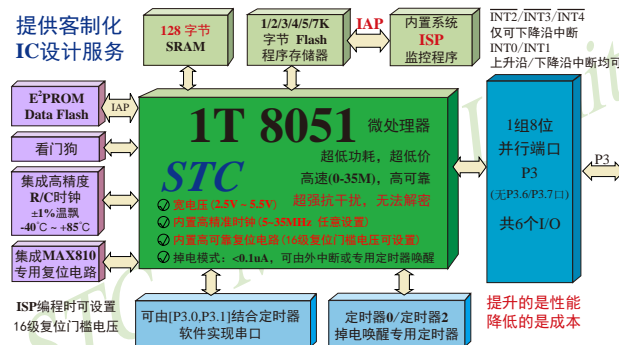 提供客制化
IC设计服务
128 字节
SRAM
1/2/3/4/5/7K
字节 Flash
程序存储器
IAP
内置系统
ISP
监控程序
INT2/INT3/INT4
仅可下降沿中断
INT0/INT1
上升沿/下降沿中断均可
E²PROM
Data Flash
IAP
看门狗
集成高精度
R/C时钟
±1%温飘
-40℃ ~ +85℃
集成MAX810
专用复位电路
1T 8051 微处理器
STC
超低功耗，超低价
高速(0-35M)，高可靠
超强抗干扰，无法解密
宽电压(2.5V ~ 5.5V)
内置高精准时钟(5~35MHz 任意设置)
内置高可靠复位电路(16级复位门槛电压可设置)
掉电模式：<0.1uA，可由外中断或专用定时器唤醒
1组8位
并行端口
P3
(无P3.6/P3.7口)
共6个I/O
P3
ISP编程时可设置
16级复位门槛电压
可由[P3.0,P3.1]结合定时器
软件实现串口
定时器0/定时器2
掉电唤醒专用定时器
提升的是性能
降低的是成本